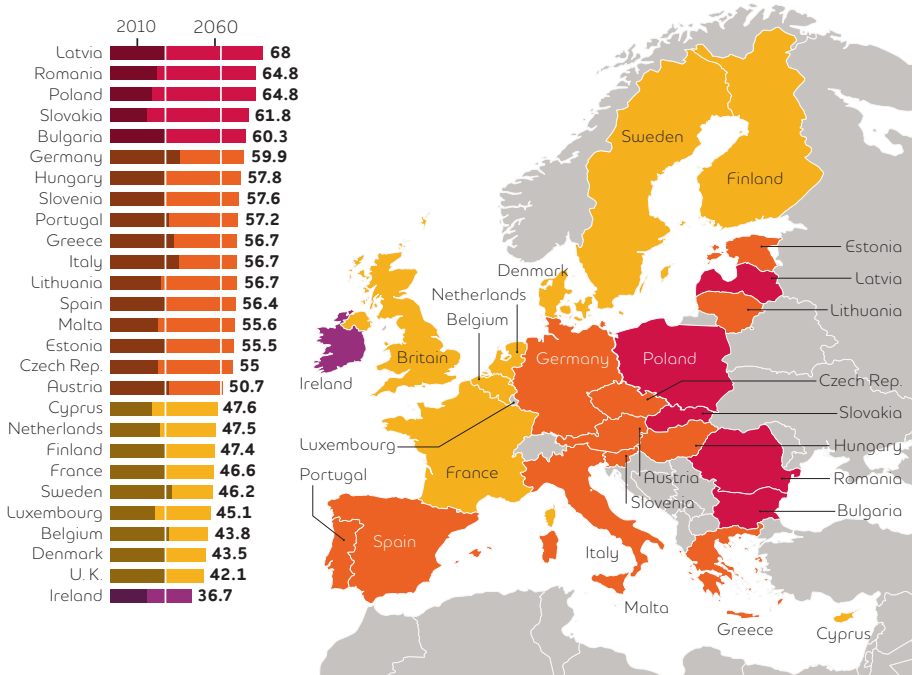 2010 2060
Latvia 68
Romania 64.8
Poland 64.8
Slovakia 61.8
Bulgaria 60.3
Germany 59.9
Hungary 57.8
Slovenia 57.6
Portugal 57.2
Greece 56.7
Italy 56.7
Lithuania 56.7
Spain 56.4
Malta 55.6
Estonia 55.5
Czech Rep. 55
Austria 50.7
Cyprus 47.6
Netherlands 47.5
Finland 47.4
France 46.6
Sweden 46.2
Luxembourg 45.1
Belgium 43.8
Denmark 43.5
U. K. 42.1
Ireland 36.7
Sweden
Finland
Estonia
Denmark
Latvia
Netherlands
Lithuania
Belgium
Britain
Germany
Poland
Ireland
Czech Rep.
Slovakia
Luxembourg
Hungary
France
Portugal
Austria
Romania
Slovenia
Bulgaria
Spain
Italy
Malta
Greece
Cyprus